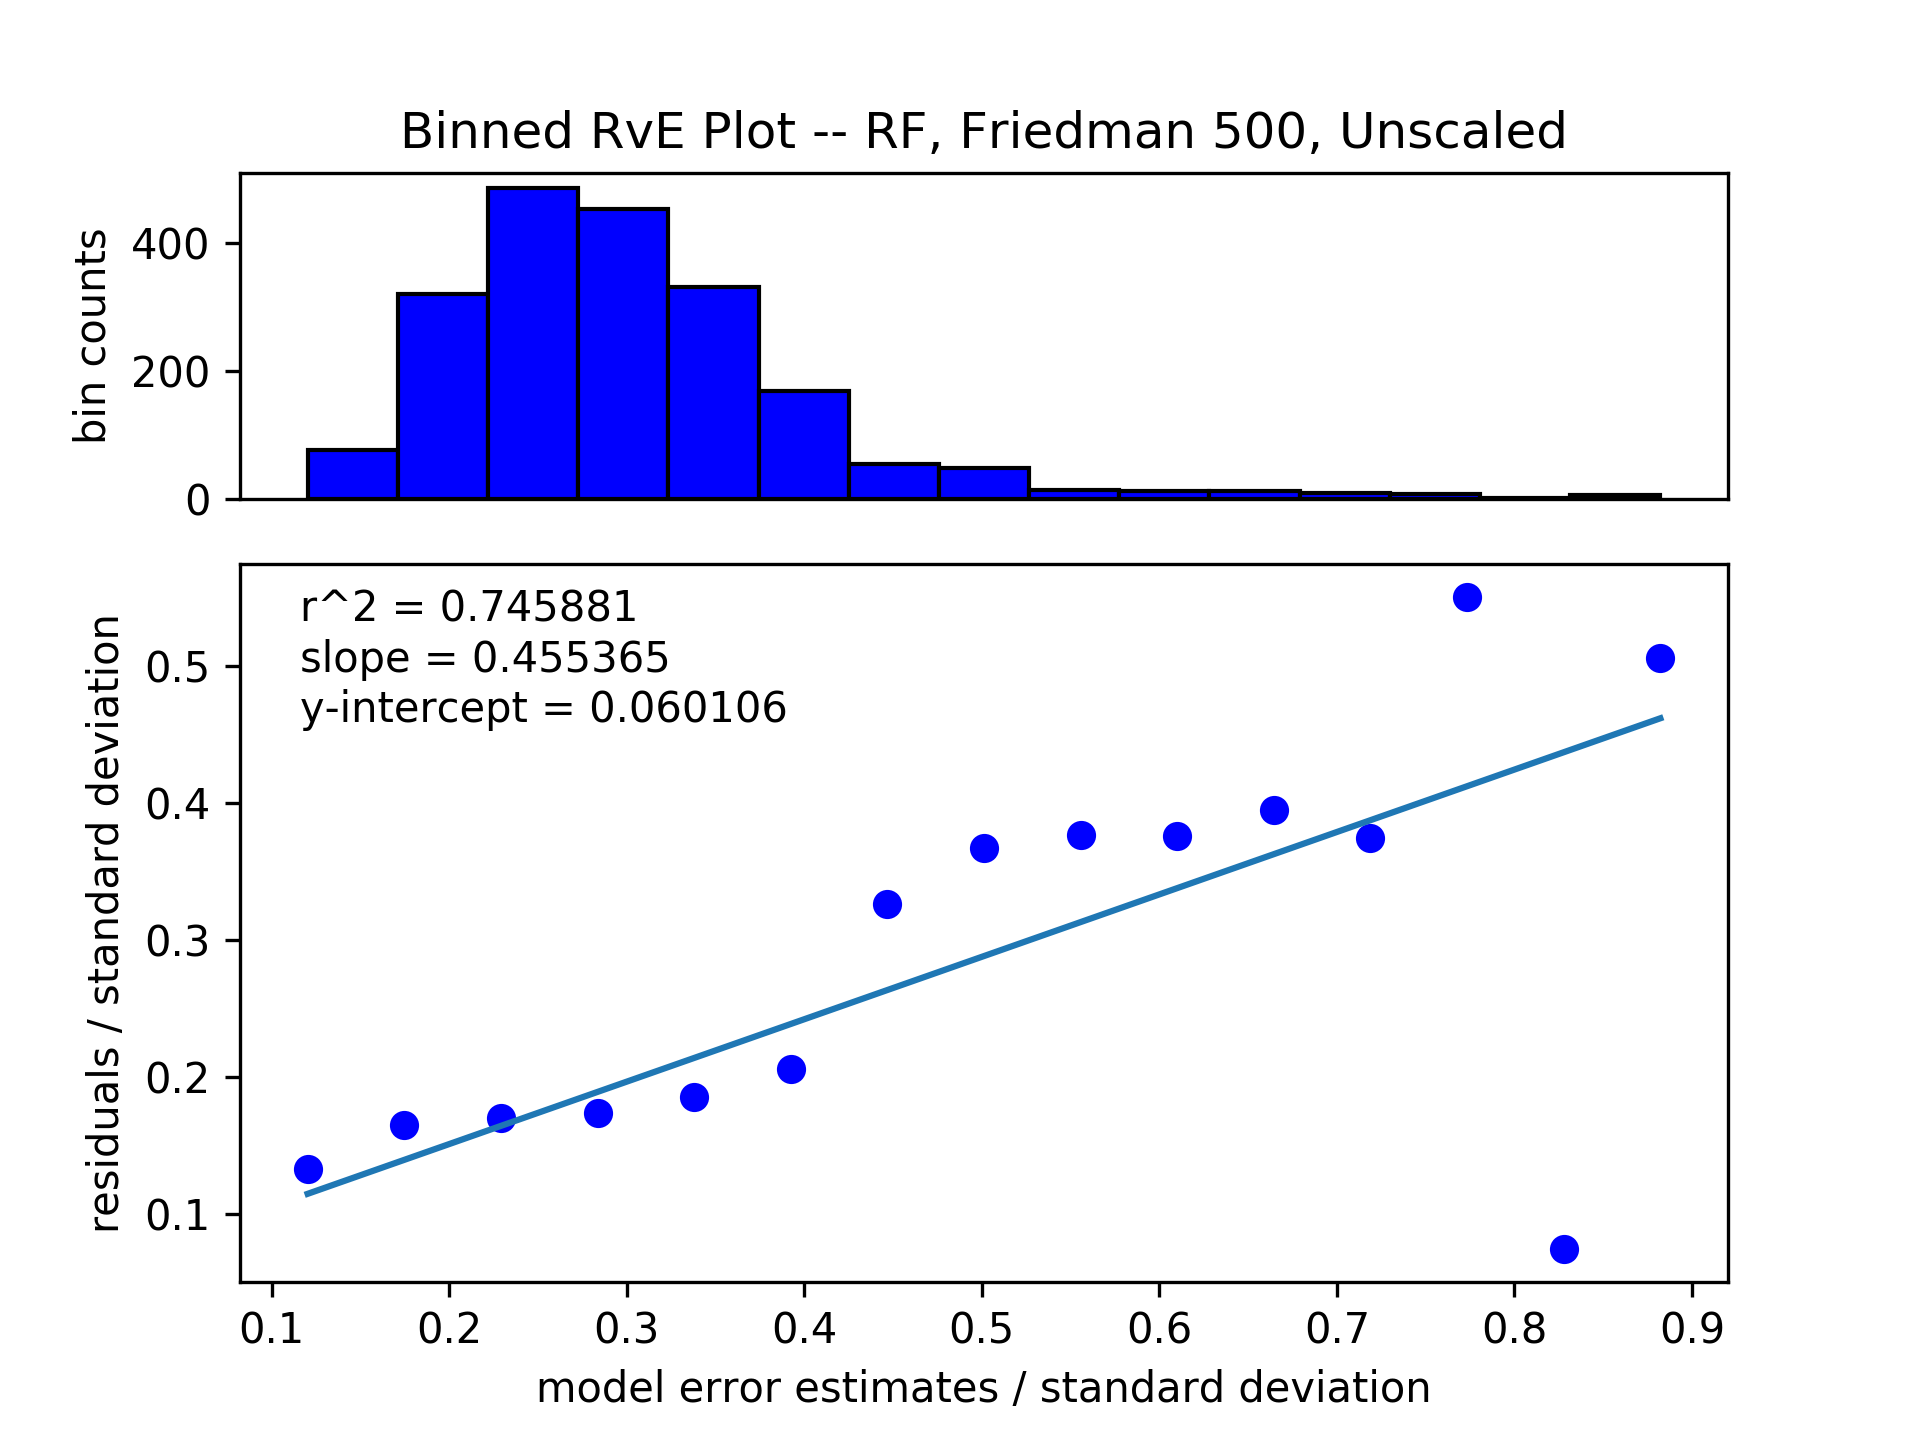 Binned RvE Plot -- RF, Friedman 500, Unscaled
bin counts
400
200
0
r^2 = 0.745881
slope = 0.455365
y-intercept = 0.060106
residuals / standard deviation
0.5
0.4
0.3
0.2
0.1
0.1 0.2 0.3 0.4 0.5 0.6 0.7 0.8 0.9
model error estimates / standard deviation